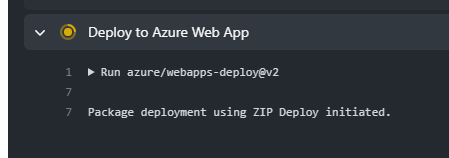 Deploy to Azure Web App
1 ▶ Run azure/webapps-deploy@v2
7
7 Package deployment using ZIP Deploy initiated.